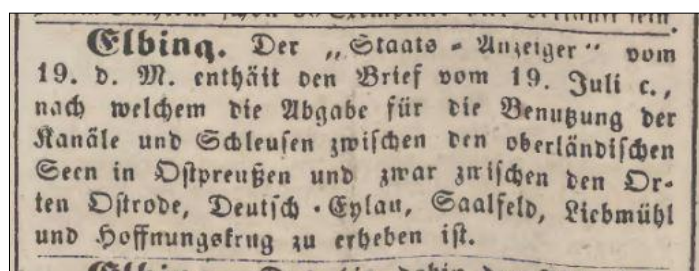 Elbing. Der „Staats-Anzeiger“ vom
19. d. M. enthält den Brief vom 19. Juli c.,
nach welchem die Abgabe für die Benutzung der
Kanäle und Schleusen zwischen den oberländischen
Seen in Ostpreußen und zwar zwischen den Or-
ten Ostrode, Deutsch-Eylau, Saalfeld, Liebmühl
und Hoffnungskrug zu erheben ist.